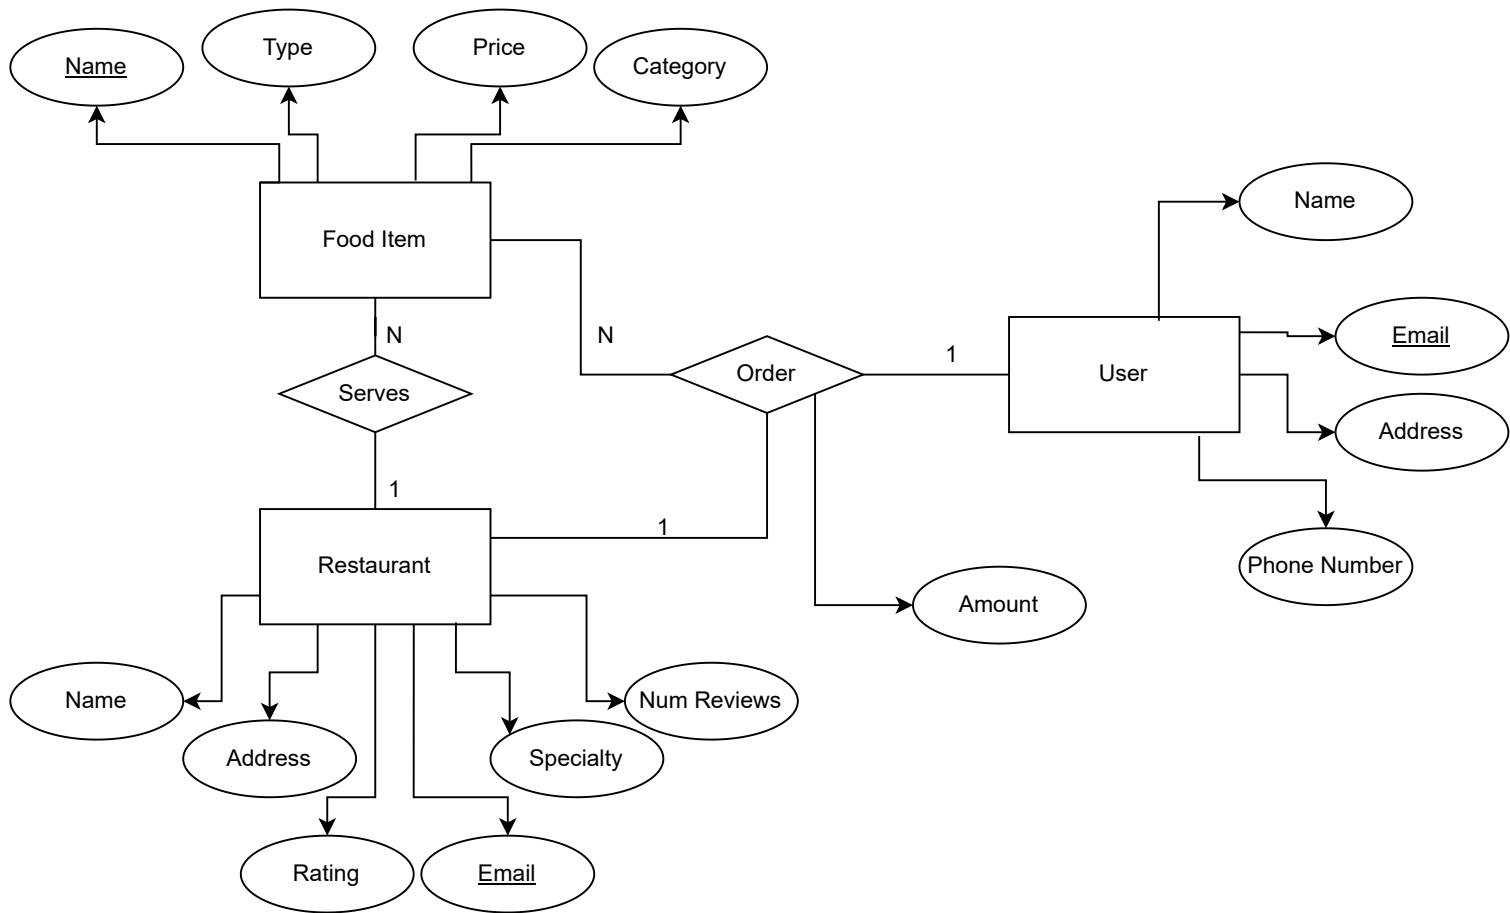 Name
Type
Price
Category
Food Item
Name
N
N
1
Email
Serves
Order
User
Address
1
1
Restaurant
Phone Number
Amount
Name
Num Reviews
Address
Specialty
Rating
Email